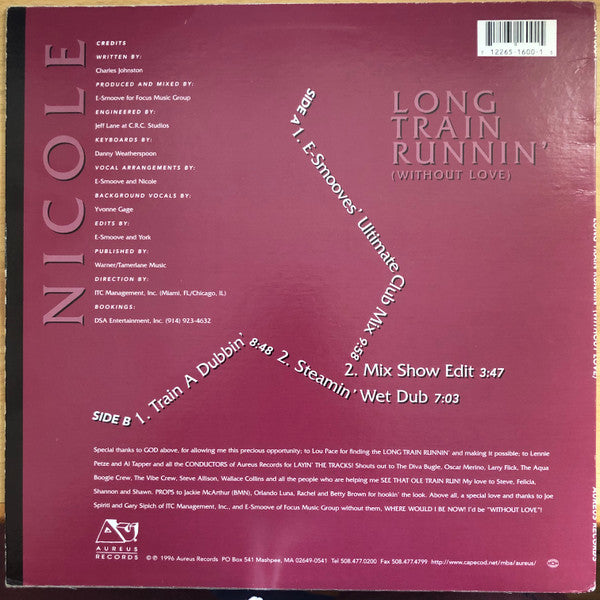 NICOLE
CREDITS
WRITTEN BY:
Charles Johnston
PRODUCED AND MIXED BY:
E-Smoove for Focus Music Group
ENGINEERED BY:
Jeff Lane at C.R.C. Studios
KEYBOARDS BY:
Danny Weatherspoon
VOCAL ARRANGEMENTS BY:
E-Smoove and Nicole
BACKGROUND VOCALS BY:
Yvonne Gage
EDITS BY:
E-Smoove and York
PUBLISHED BY:
Warner/Tamerlane Music
DIRECTION BY:
ITC Management, Inc. (Miami, FL/Chicago, IL)
BOOKINGS:
DSA Entertainment, Inc. (914) 923-4632
12265-1600-1
LONG
TRAIN
RUNNIN'
(WITHOUT LOVE)
SIDE A
1. E-Smooves' Ultimate Club Mix 9:58
2. Mix Show Edit 3:47
SIDE B
1. Train A Dubbin' 8:48
2. Steamin' Wet Dub 7:03
Special thanks to GOD above, for allowing me this precious opportunity; to Lou Pace for finding the LONG TRAIN RUNNIN' and making it possible; to Lennie
Petze and Al Tapper and all the CONDUCTORS of Aureus Records for LAYIN' THE TRACKS! Shouts out to The Diva Bugie, Oscar Merino, Larry Flick, The Aqua
Boogie Crew, The Vibe Crew, Steve Allison, Wallace Collins and all the people who are helping me SEE THAT OLE TRAIN RUN! My love to Steve, Felicia,
Shannon and Shawn. PROPS to Jackie McArthur (BMN), Orlando Luna, Rachel and Betty Brown for hookin' the look. Above all, a special love and thanks to Joe
Spiriti and Gary Sipich of ITC Management, Inc., and E-Smoove of Focus Music Group without them, WHERE WOULD I BE NOW! I'd be "WITHOUT LOVE"!
AUREUS
RECORDS
© ℗ 1996 Aureus Records PO Box 541 Mashpee, MA 02649-0541 Tel 508.477.0200 Fax 508.477.4799 http://www.capecod.net/mba/aureus/
LONG TRAIN RUNNIN' (WITHOUT LOVE)
AUREUS RECORDS